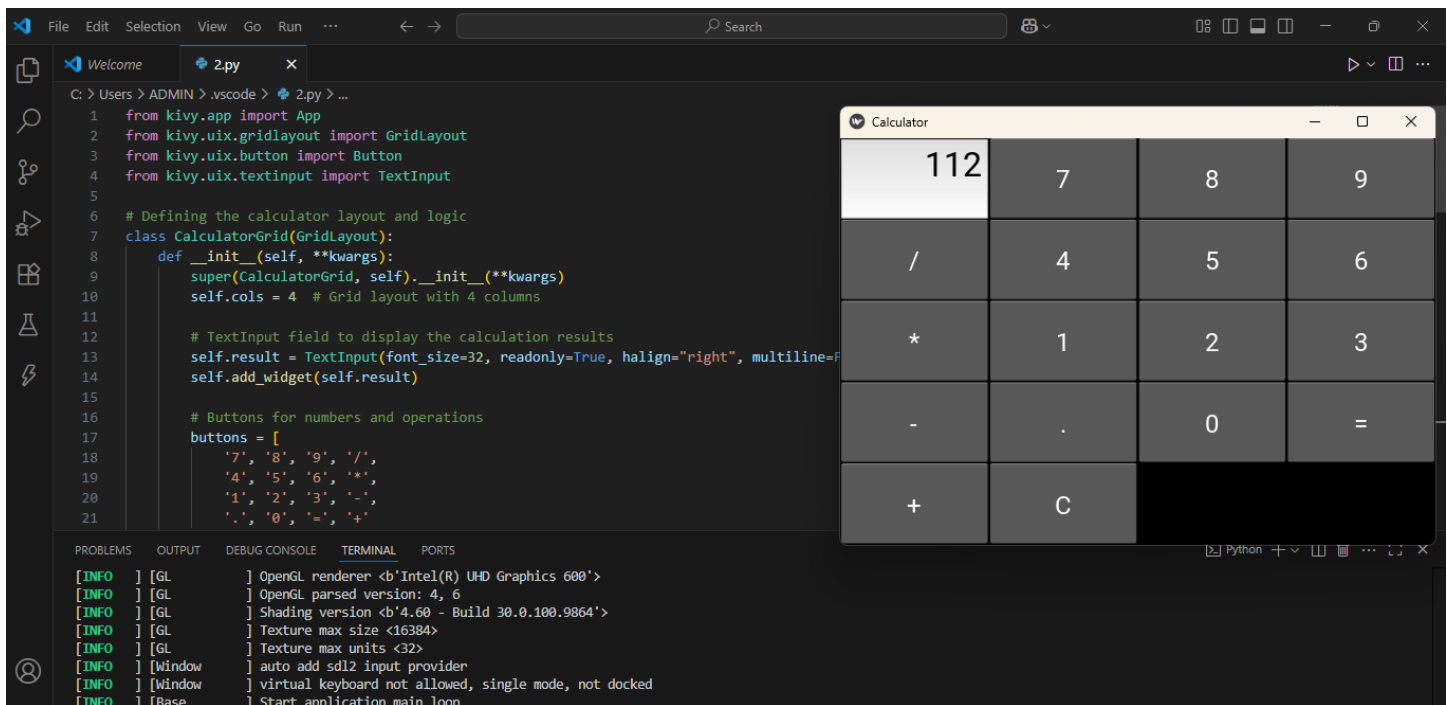 File Edit Selection View Go Run ... Search
Welcome 2.py
C: > Users > ADMIN > .vscode > 2.py > ...
1 from kivy.app import App
2 from kivy.uix.gridlayout import GridLayout
3 from kivy.uix.button import Button
4 from kivy.uix.textinput import TextInput
5
6 # Defining the calculator layout and logic
7 class CalculatorGrid(GridLayout):
8 def __init__(self, **kwargs):
9 super(CalculatorGrid, self).__init__(**kwargs)
10 self.cols = 4 # Grid layout with 4 columns
11
12 # TextInput field to display the calculation results
13 self.result = TextInput(font_size=32, readonly=True, halign="right", multiline=F
14 self.add_widget(self.result)
15
16 # Buttons for numbers and operations
17 buttons = [
18 '7', '8', '9', '/',
19 '4', '5', '6', '*',
20 '1', '2', '3', '-',
21 '.', '0', '=', '+'
Calculator
112 7 8 9
/ 4 5 6
* 1 2 3
- . 0 =
+ C
PROBLEMS OUTPUT DEBUG CONSOLE TERMINAL PORTS Python
[INFO ] [GL ] OpenGL renderer <b'Intel(R) UHD Graphics 600'>
[INFO ] [GL ] OpenGL parsed version: 4, 6
[INFO ] [GL ] Shading version <b'4.60 - Build 30.0.100.9864'>
[INFO ] [GL ] Texture max size <16384>
[INFO ] [GL ] Texture max units <32>
[INFO ] [Window ] auto add sdl2 input provider
[INFO ] [Window ] virtual keyboard not allowed, single mode, not docked
[INFO ] [Base ] Start application main loop